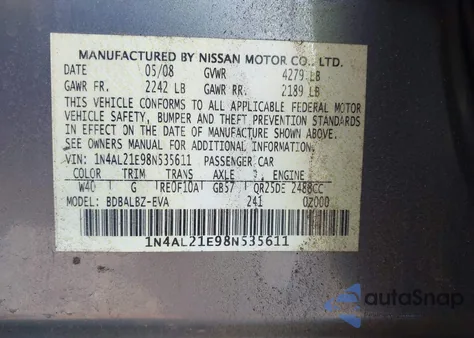 MANUFACTURED BY NISSAN MOTOR CO., LTD.
DATE 05/08 GVWR 4279 LB
GAWR FR. 2242 LB GAWR RR. 2189 LB
THIS VEHICLE CONFORMS TO ALL APPLICABLE FEDERAL MOTOR
VEHICLE SAFETY, BUMPER AND THEFT PREVENTION STANDARDS
IN EFFECT ON THE DATE OF MANUFACTURE SHOWN ABOVE.
SEE OWNERS MANUAL FOR ADDITIONAL INFORMATION
VIN: 1N4AL21E98N535611 PASSENGER CAR
COLOR TRIM TRANS AXLE ENGINE
W40 G RE0F10A GB57 QR25DE 2488CC
MODEL: BDBALBZ-EVA 241 0Z000
1N4AL21E98N535611
autoSnap